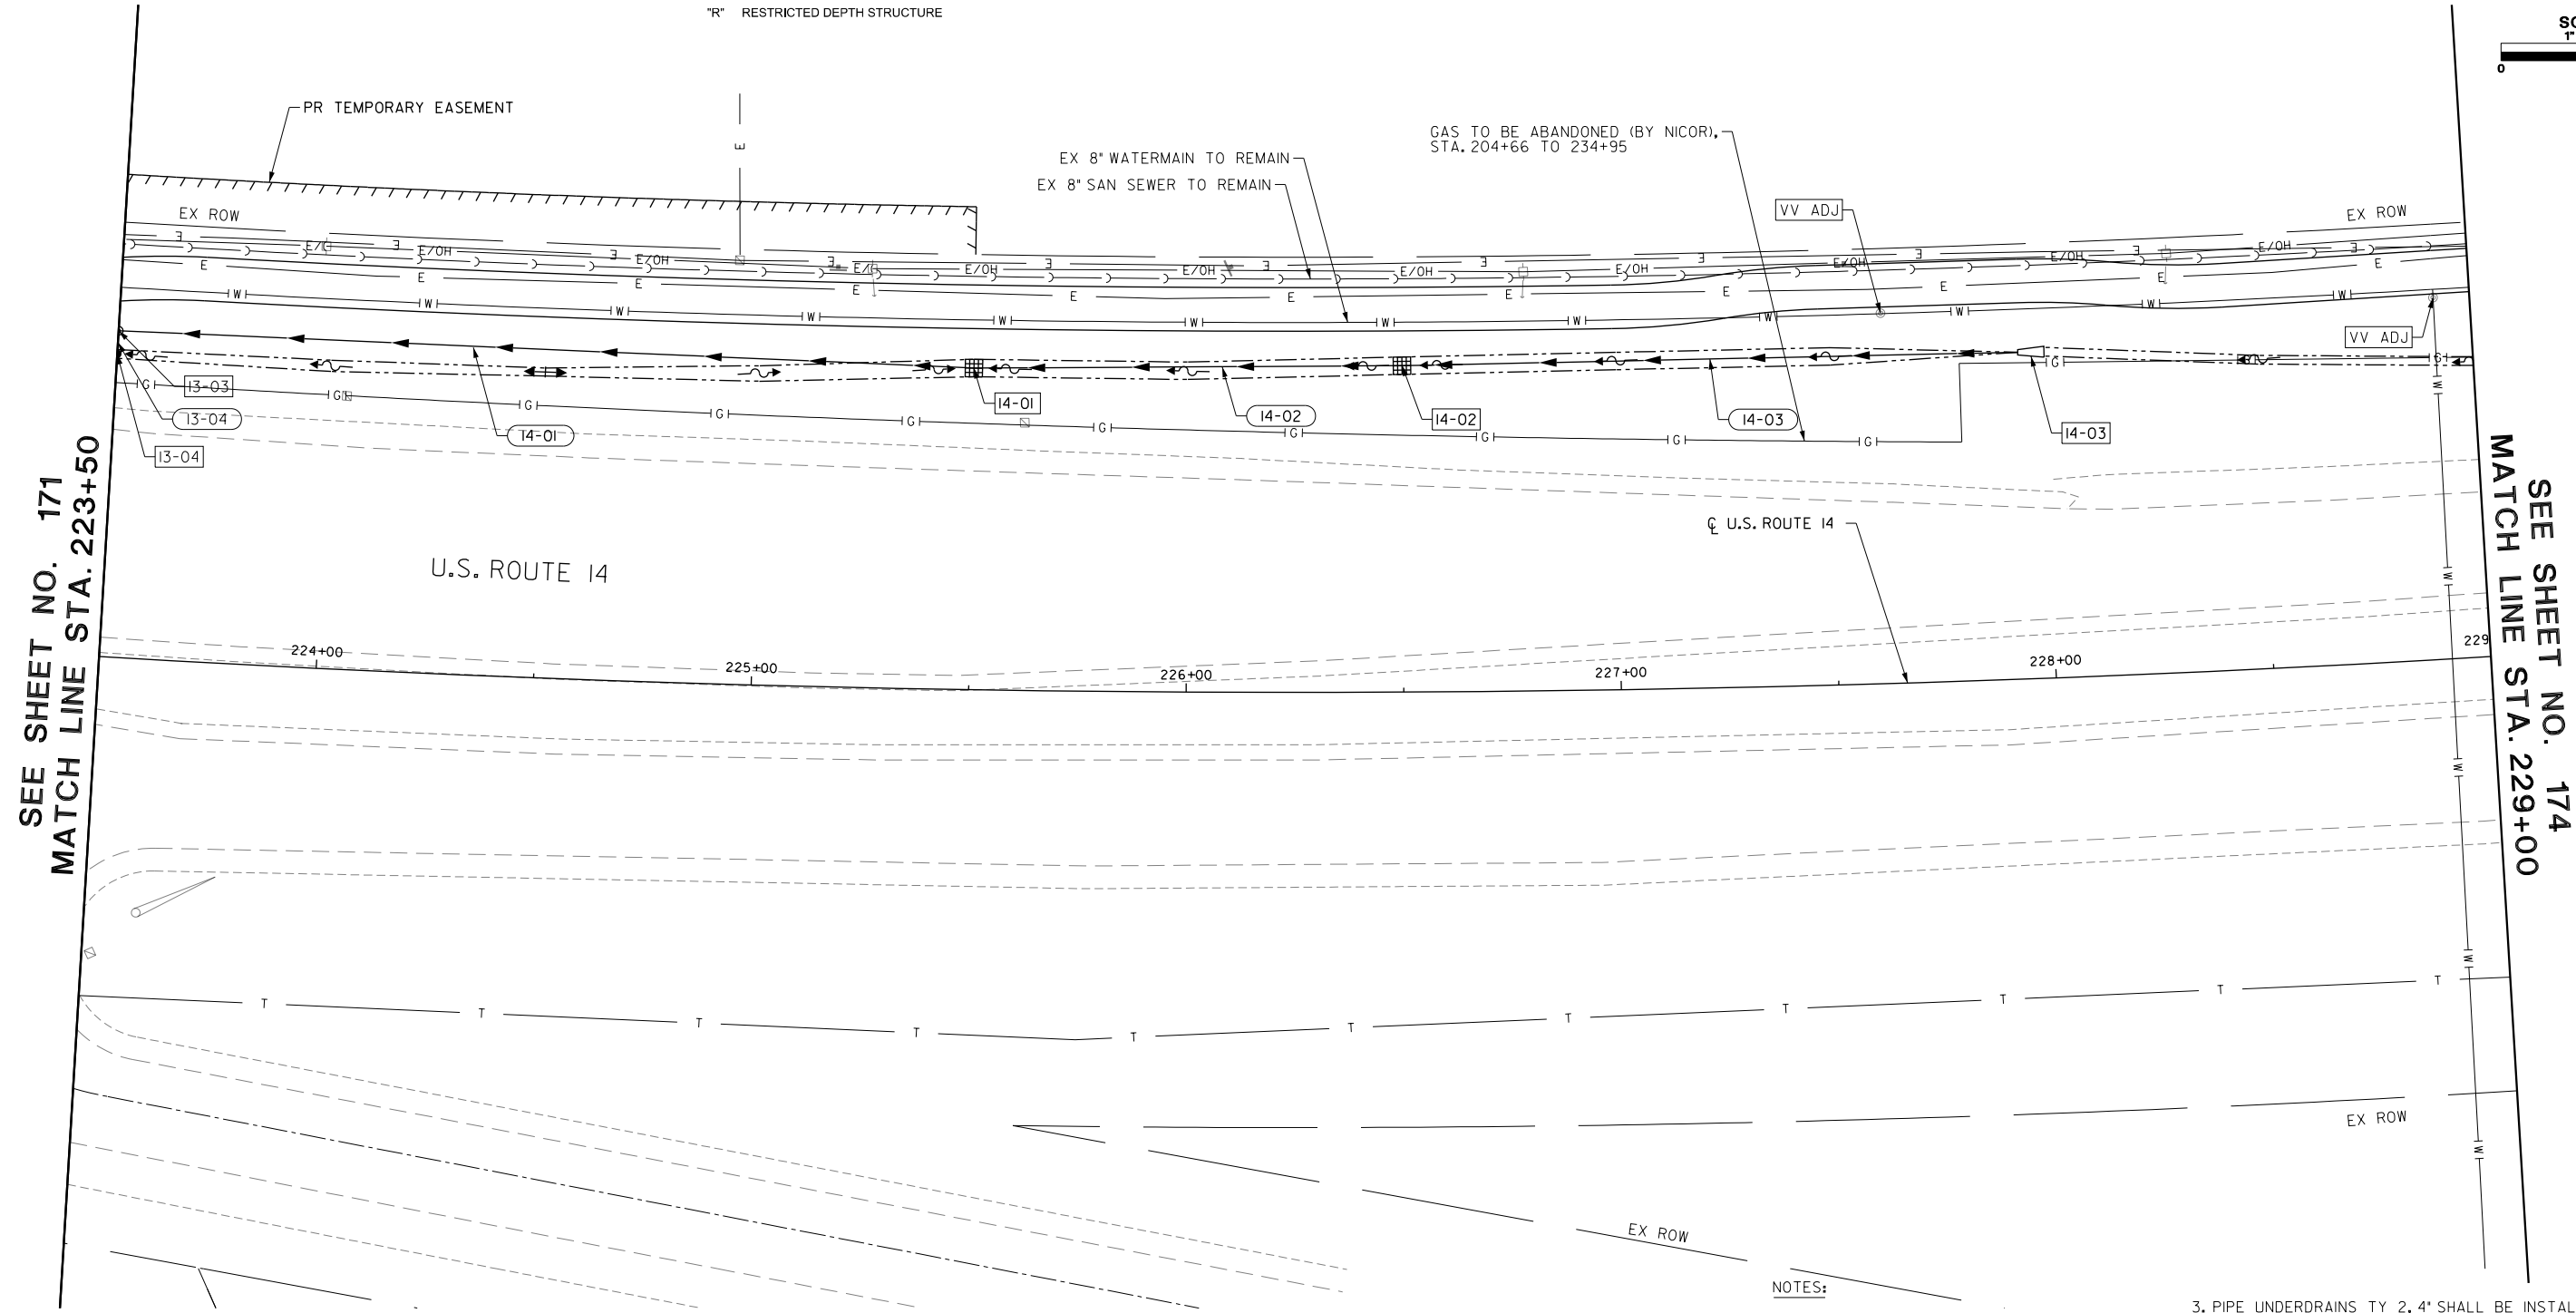 "R" RESTRICTED DEPTH STRUCTURE
1"
0
PR TEMPORARY EASEMENT
E
GAS TO BE ABANDONED (BY NICOR),
STA. 204+66 TO 234+95
EX 8" WATERMAIN TO REMAIN
EX 8" SAN SEWER TO REMAIN
VV ADJ
EX ROW
EX ROW
E E E E E E E E E E E
E/OH E/OH E/OH E/OH E/OH E/OH E/OH E/OH E/OH
E E E E E E E E E E E
W W W W W W W W W W W W
VV ADJ
13-03
13-04
13-04
14-01
14-01
14-02
14-02
14-03
14-03
G G G G G G G G G G G G
SEE SHEET NO. 171
MATCH LINE STA. 223+50
SEE SHEET NO. 174
MATCH LINE STA. 229+00
℄ U.S. ROUTE 14
U.S. ROUTE 14
224+00
225+00
226+00
227+00
228+00
229
W W W W W
T T T T T T T T T T T
EX ROW
EX ROW
NOTES:
3. PIPE UNDERDRAINS TY 2, 4" SHALL BE INSTAL